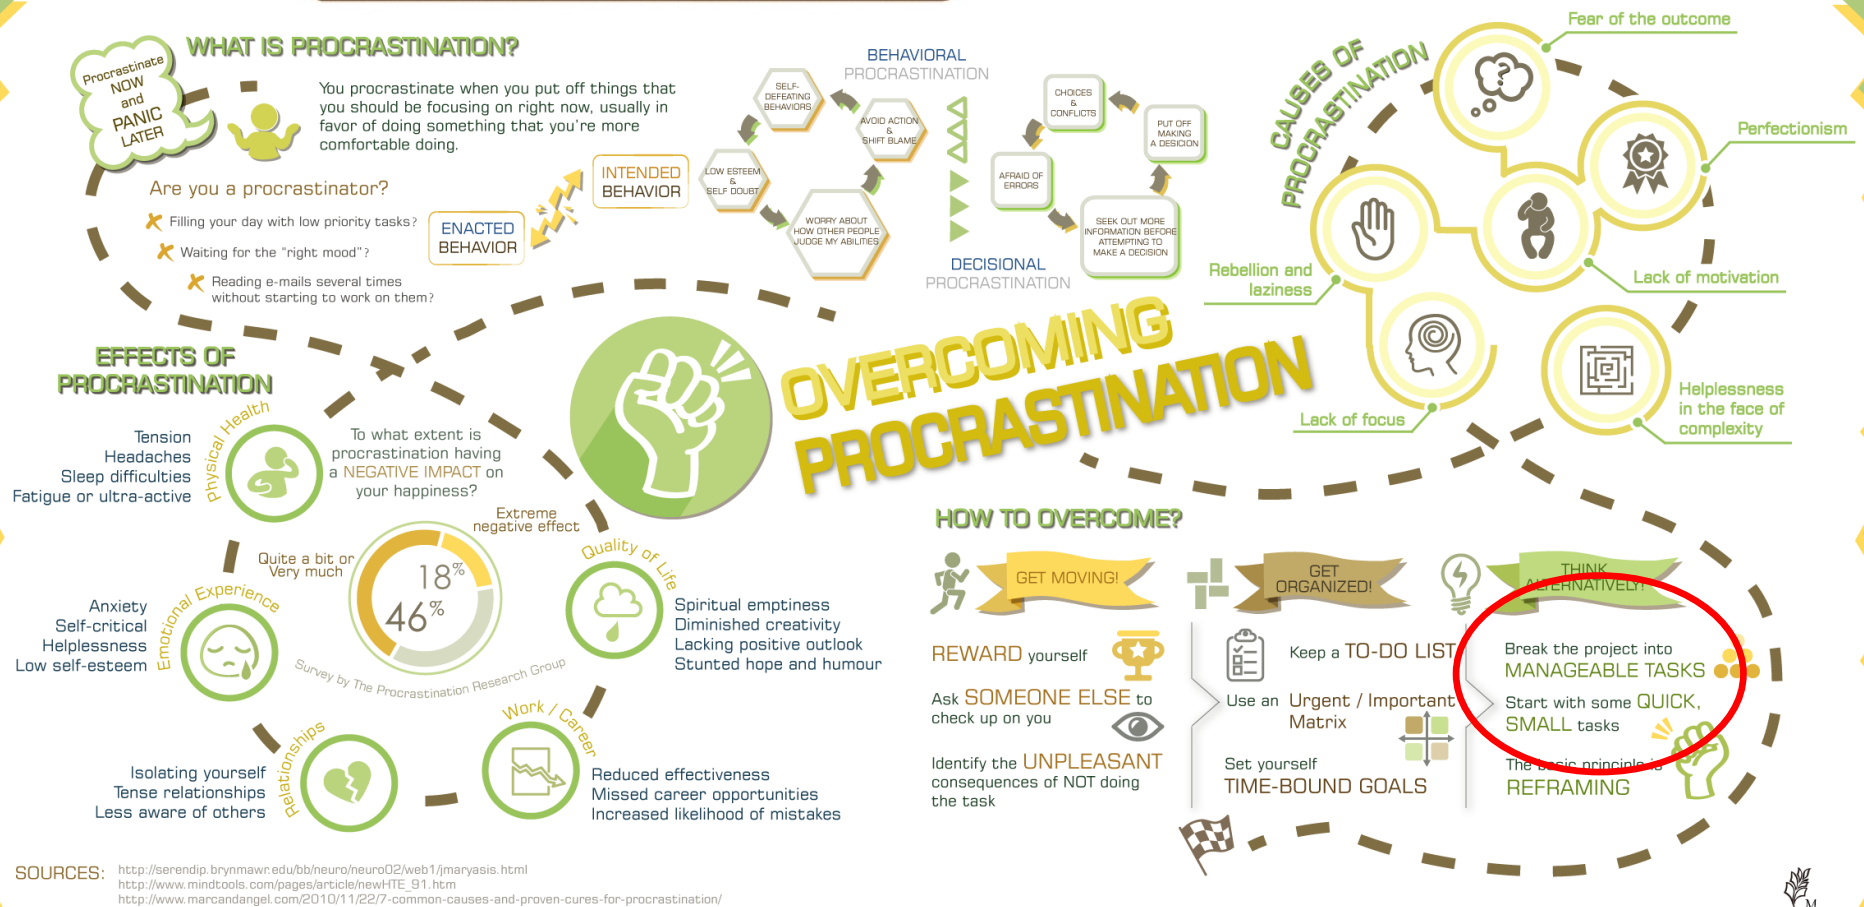 WHAT IS PROCRASTINATION?
Procrastinate
NOW
and
PANIC
LATER
You procrastinate when you put off things that
you should be focusing on right now, usually in
favor of doing something that you're more
comfortable doing.
Are you a procrastinator?
Filling your day with low priority tasks?
Waiting for the "right mood"?
Reading e-mails several times
without starting to work on them?
ENACTED
BEHAVIOR
INTENDED
BEHAVIOR
BEHAVIORAL
PROCRASTINATION
SELF-
DEFEATING
BEHAVIORS
AVOID ACTION
&
SHIFT BLAME
LOW ESTEEM
&
SELF DOUBT
WORRY ABOUT
HOW OTHER PEOPLE
JUDGE MY ABILITIES
CHOICES
&
CONFLICTS
PUT OFF
MAKING
A DESICION
AFRAID OF
ERRORS
SEEK OUT MORE
INFORMATION BEFORE
ATTEMPTING TO
MAKE A DECISION
DECISIONAL
PROCRASTINATION
CAUSES OF
PROCRASTINATION
Fear of the outcome
Perfectionism
Rebellion and
laziness
Lack of motivation
Lack of focus
Helplessness
in the face of
complexity
OVERCOMING
PROCRASTINATION
EFFECTS OF
PROCRASTINATION
Physical Health
Tension
Headaches
Sleep difficulties
Fatigue or ultra-active
To what extent is
procrastination having
a NEGATIVE IMPACT on
your happiness?
Extreme
negative effect
Quite a bit or
Very much
18%
46%
Survey by The Procrastination Research Group
Emotional Experience
Anxiety
Self-critical
Helplessness
Low self-esteem
Quality of Life
Spiritual emptiness
Diminished creativity
Lacking positive outlook
Stunted hope and humour
Relationships
Isolating yourself
Tense relationships
Less aware of others
Work / Career
Reduced effectiveness
Missed career opportunities
Increased likelihood of mistakes
HOW TO OVERCOME?
GET MOVING!
REWARD yourself
Ask SOMEONE ELSE to
check up on you
Identify the UNPLEASANT
consequences of NOT doing
the task
GET
ORGANIZED!
Keep a TO-DO LIST
Use an Urgent / Important
Matrix
Set yourself
TIME-BOUND GOALS
THINK
ALTERNATIVELY!
Break the project into
MANAGEABLE TASKS
Start with some QUICK,
SMALL tasks
The basic principle is
REFRAMING
SOURCES:
http://serendip.brynmawr.edu/bb/neuro/neuro02/web1/jmaryasis.html
http://www.mindtools.com/pages/article/newHTE_91.htm
http://www.marcandangel.com/2010/11/22/7-common-causes-and-proven-cures-for-procrastination/